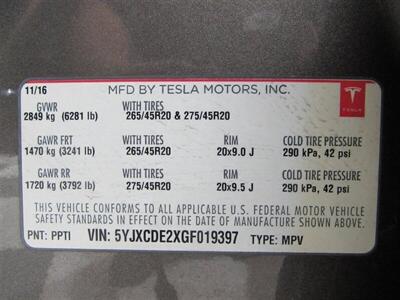 11/16
MFD BY TESLA MOTORS, INC.
TESLA
GVWR WITH TIRES
2849 kg (6281 lb) 265/45R20 & 275/45R20
GAWR FRT WITH TIRES RIM COLD TIRE PRESSURE
1470 kg (3241 lb) 265/45R20 20x9.0 J 290 kPa, 42 psi
GAWR RR WITH TIRES RIM COLD TIRE PRESSURE
1720 kg (3792 lb) 275/45R20 20x9.5 J 290 kPa, 42 psi
THIS VEHICLE CONFORMS TO ALL APPLICABLE U.S. FEDERAL MOTOR VEHICLE
SAFETY STANDARDS IN EFFECT ON THE DATE OF MANUFACTURE SHOWN ABOVE.
PNT: PPTI VIN: 5YJXCDE2XGF019397 TYPE: MPV